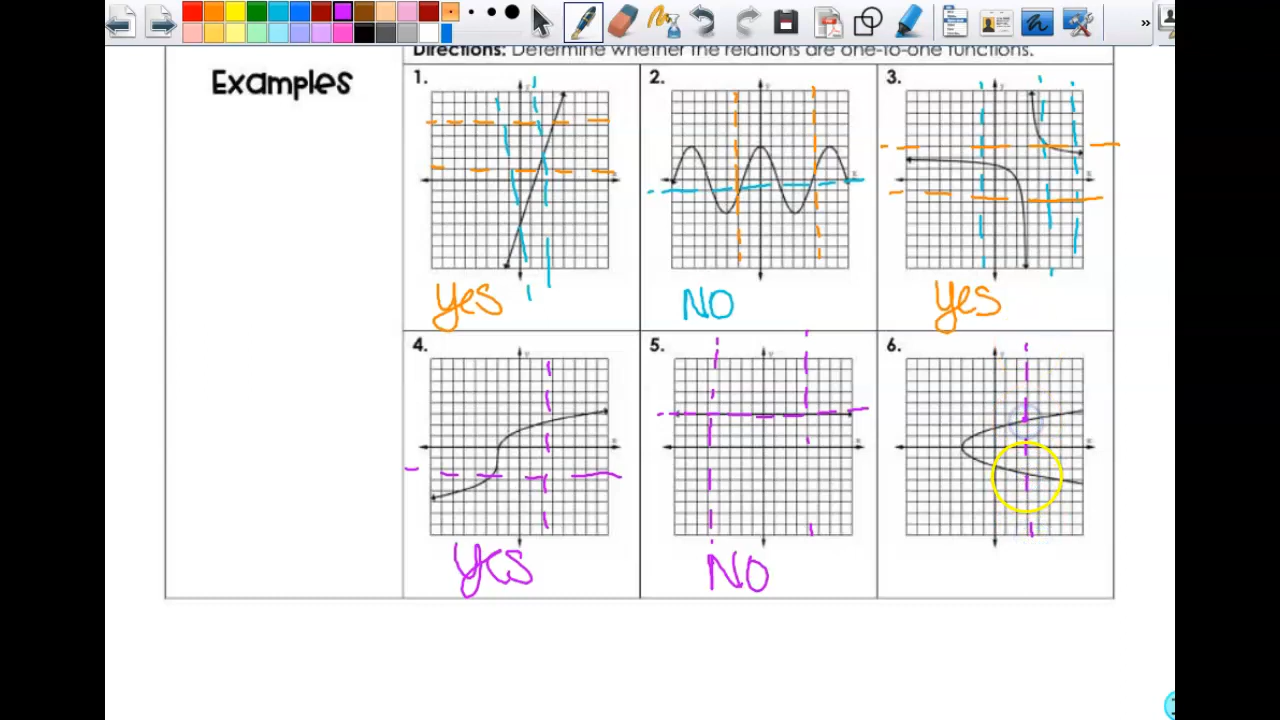 Directions: Determine whether the relations are one-to-one functions.
Examples
1.
2.
3.
y
y
y
x
x
x
Yes
NO
Yes
4.
5.
6.
y
y
y
x
x
x
Yes
NO